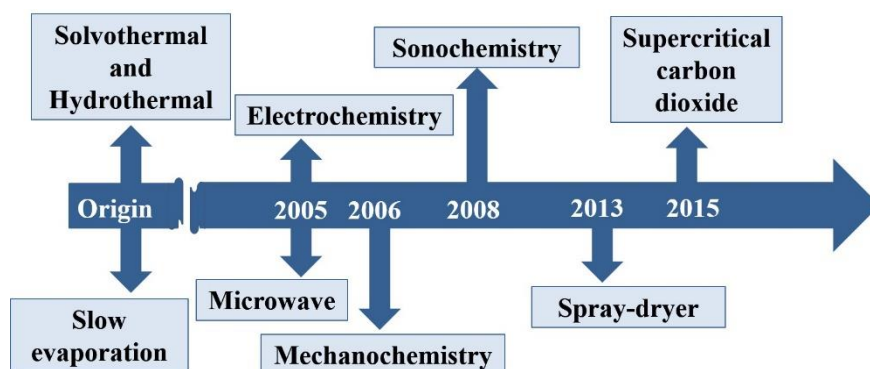 Solvothermal
and
Hydrothermal
Electrochemistry
Sonochemistry
Supercritical
carbon
dioxide
Origin
2005
2006
2008
2013
2015
Slow
evaporation
Microwave
Mechanochemistry
Spray-dryer